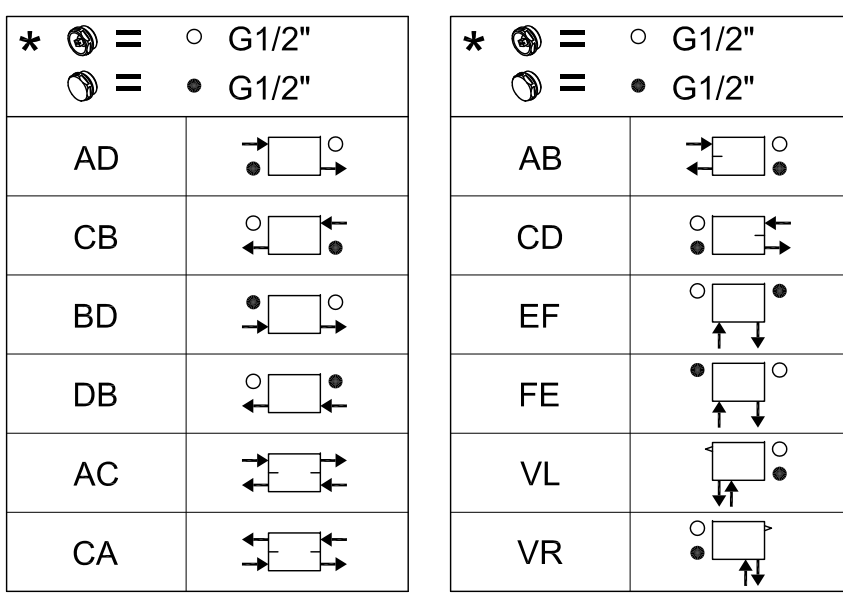 * = G1/2"
= G1/2"
AD
CB
BD
DB
AC
CA
* = G1/2"
= G1/2"
AB
CD
EF
FE
VL
VR